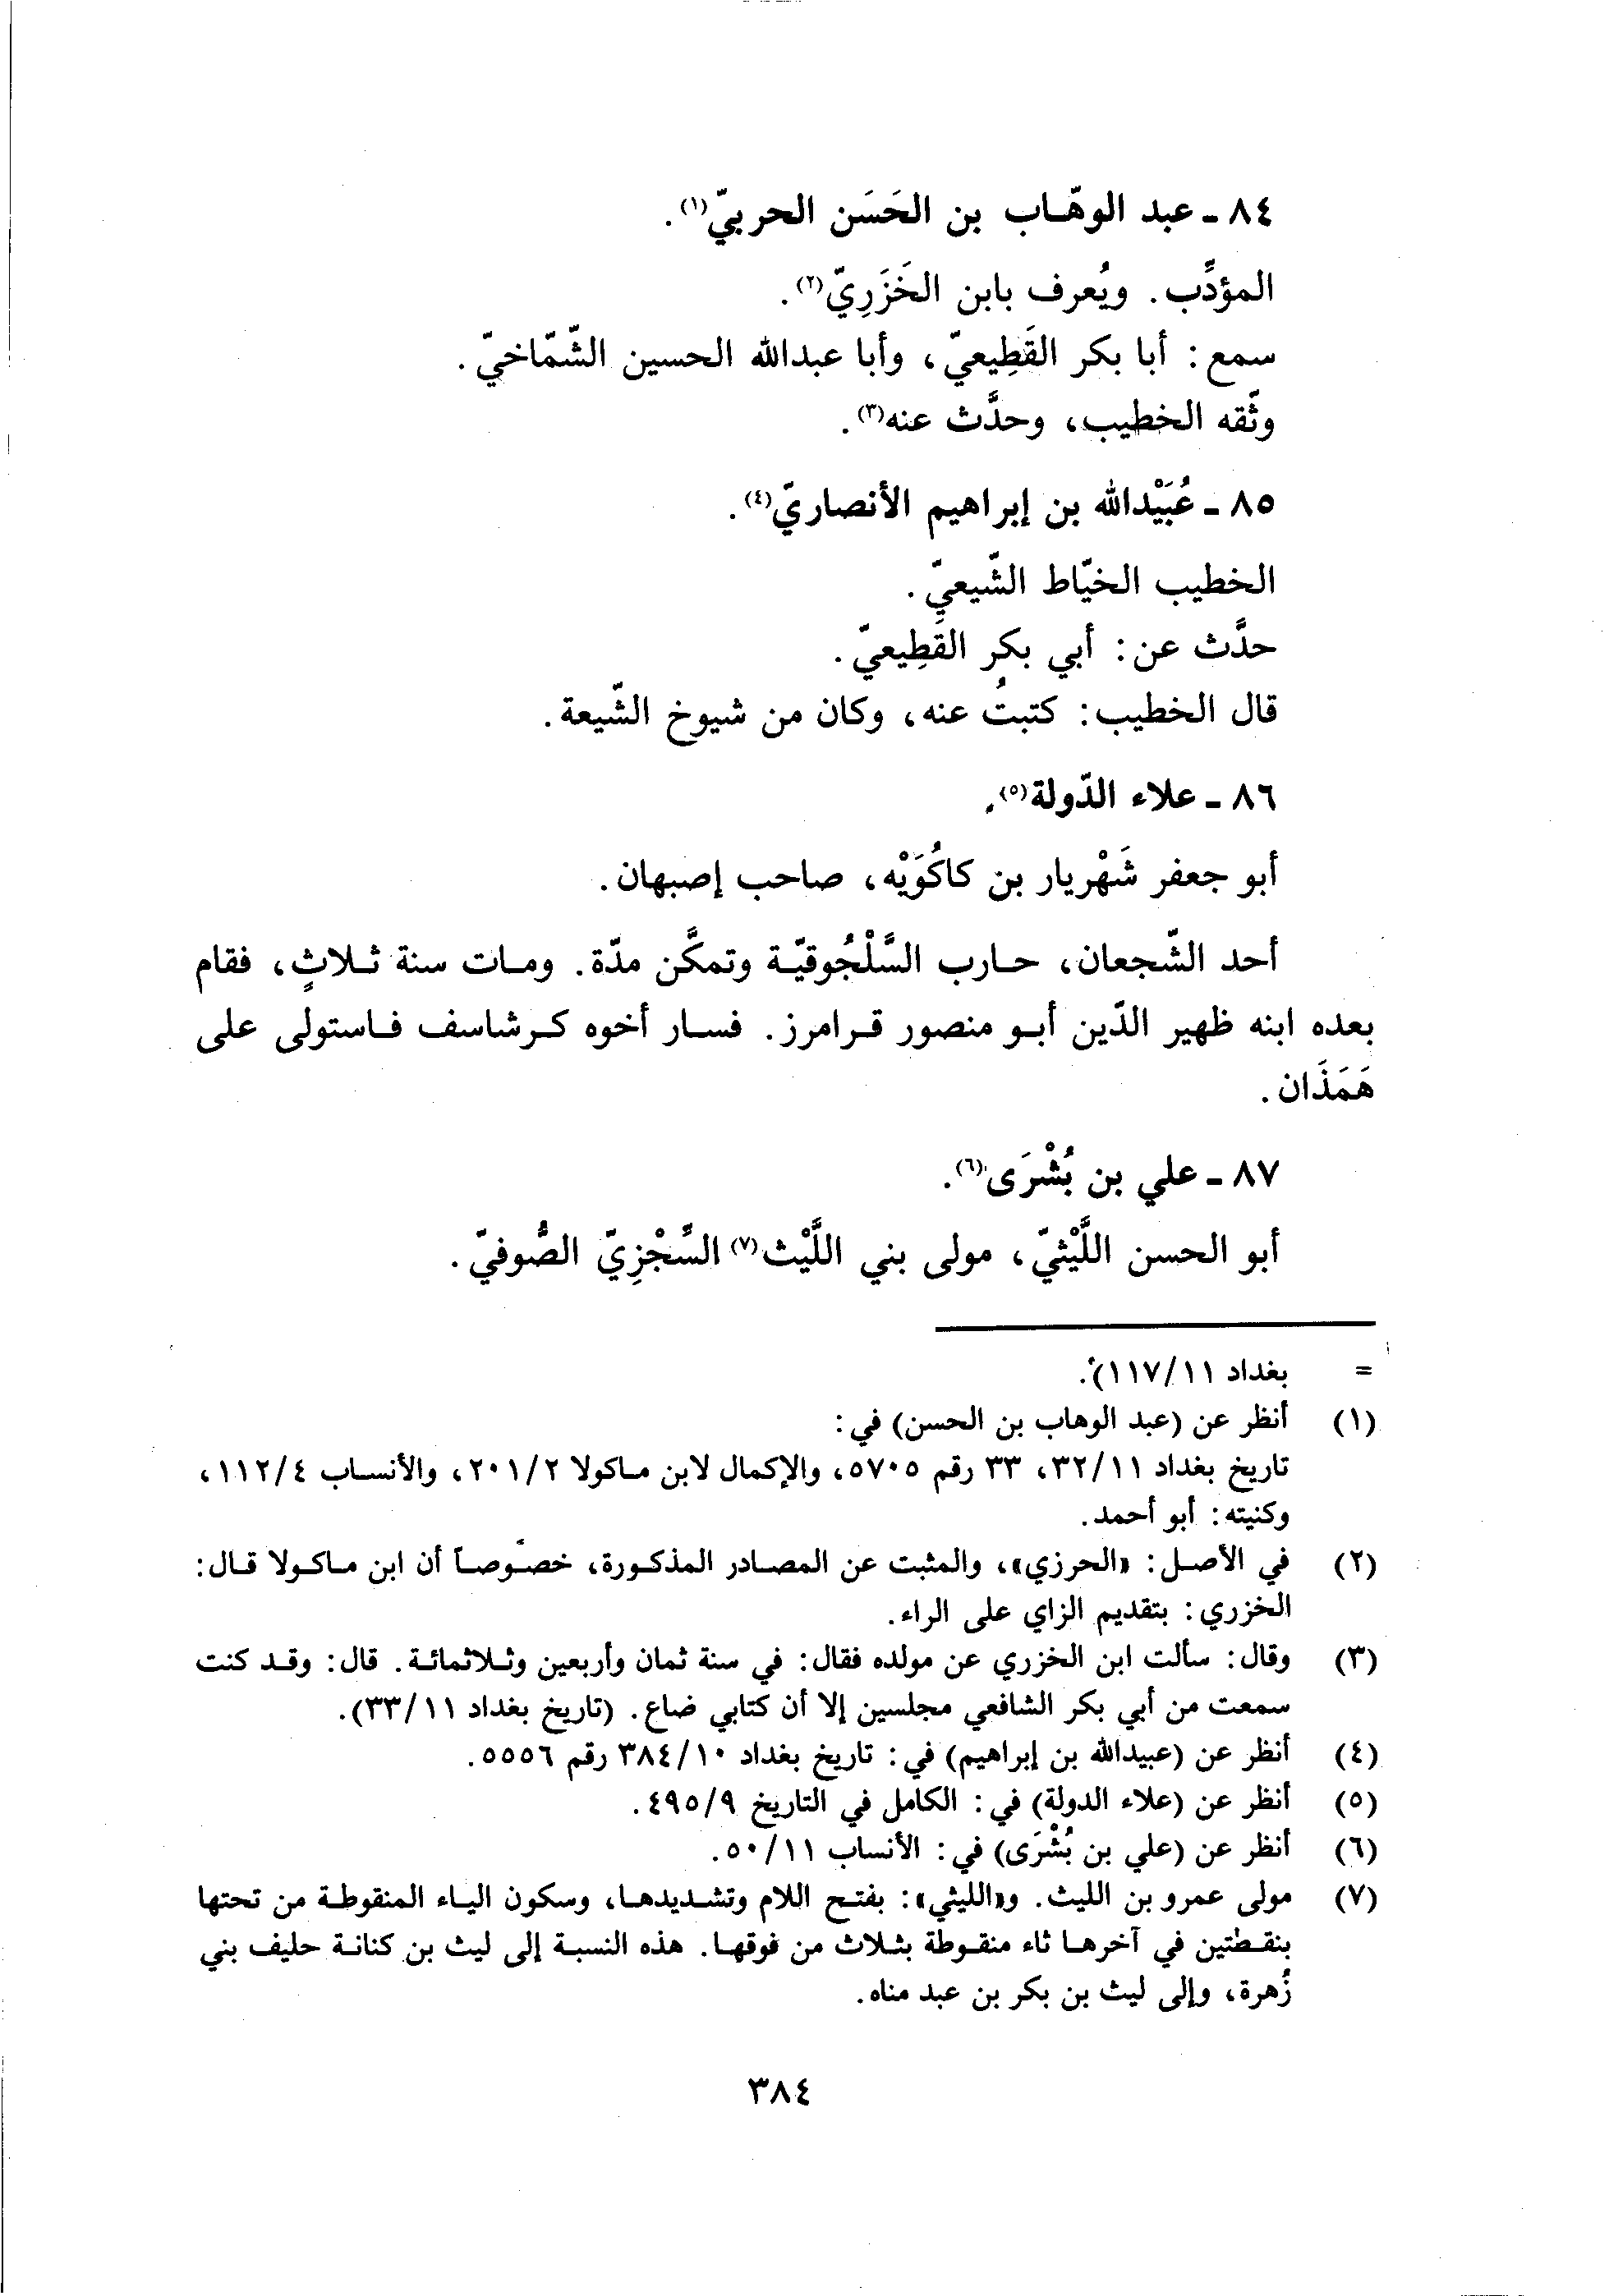 ٨٤ - عبد الوهّاب بن الحَسَن الحربيّ(١).
المؤدِّب. ويُعرف بابن الخَزَرِيّ(٢).
سمع: أبا بكر القَطِيعيّ، وأبا عبدالله الحسين الشّمّاخيّ.
وثّقه الخطيب، وحدَّث عنه(٣).
٨٥ - عُبَيْدالله بن إبراهيم الأنصاريّ(٤).
الخطيب الخيّاط الشّيعيّ.
حدَّث عن: أبي بكر القَطِيعيّ.
قال الخطيب: كتبتُ عنه، وكان من شيوخ الشّيعة.
٨٦ - علاء الدّولة(٥).
أبو جعفر شَهْريار بن كاكُوَيْه، صاحب إصبهان.
أحد الشّجعان، حارب السَّلْجُوقيّة وتمكَّن مدّة. ومات سنة ثلاثٍ، فقام
بعده ابنه ظهير الدّين أبو منصور قرامرز. فسار أخوه كرشاسف فاستولى على
هَمَذَان.
٨٧ - علي بن بُشْرَى(٦).
أبو الحسن اللَّيْثيّ، مولى بني اللَّيْث(٧) السِّجْزِيّ الصُّوفيّ.
= بغداد ١١/١١٧).
(١) أنظر عن (عبد الوهاب بن الحسن) في:
تاريخ بغداد ١١/٣٢، ٣٣ رقم ٥٧٠٥، والإكمال لابن ماكولا ٢/٢٠١، والأنساب ٤/١١٢،
وكنيته: أبو أحمد.
(٢) في الأصل: «الحرزي»، والمثبت عن المصادر المذكورة، خصوصاً أن ابن ماكولا قال:
الخزري: بتقديم الزاي على الراء.
(٣) وقال: سألت ابن الخزري عن مولده فقال: في سنة ثمان وأربعين وثلاثمائة. قال: وقد كنت
سمعت من أبي بكر الشافعي مجلسين إلا أن كتابي ضاع. (تاريخ بغداد ١١/٣٣).
(٤) أنظر عن (عبيدالله بن إبراهيم) في: تاريخ بغداد ١٠/٣٨٤ رقم ٥٥٥٦.
(٥) أنظر عن (علاء الدولة) في: الكامل في التاريخ ٩/٤٩٥.
(٦) أنظر عن (علي بن بُشْرَى) في: الأنساب ١١/٥٠.
(٧) مولى عمرو بن الليث. و«الليثي»: بفتح اللام وتشديدها، وسكون الياء المنقوطة من تحتها
بنقطتين في آخرها ثاء منقوطة بثلاث من فوقها. هذه النسبة إلى ليث بن كنانة حليف بني
زُهرة، وإلى ليث بن بكر بن عبد مناه.
٣٨٤